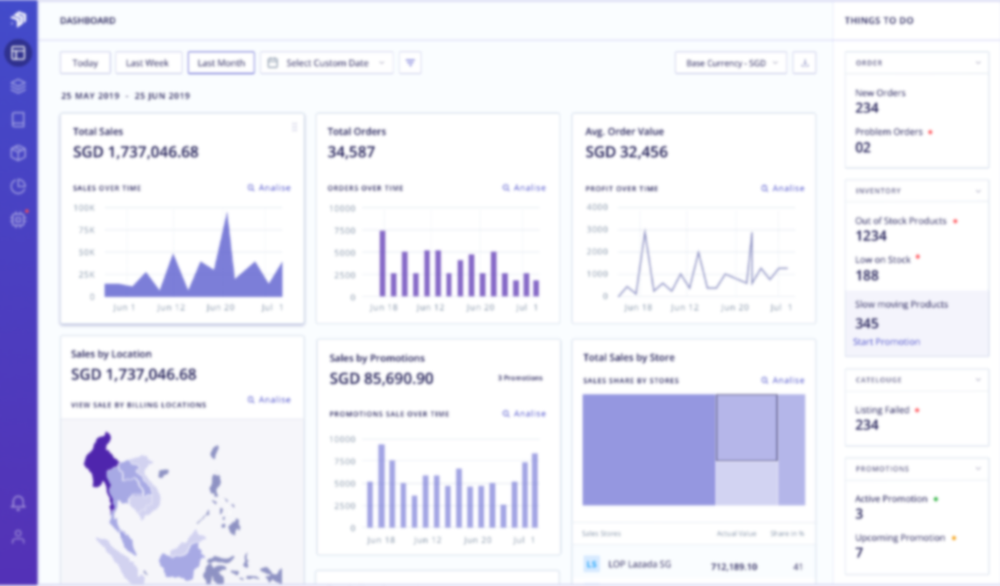 DASHBOARD
THINGS TO DO
Today
Last Week
Last Month
Select Custom Date
Base Currency - SGD
25 MAY 2019 - 25 JUN 2019
Total Sales
SGD 1,737,046.68
SALES OVER TIME
Analise
100K
75K
50K
25K
0
Jun 1
Jun 12
Jun 20
Jul 1
Total Orders
34,587
ORDERS OVER TIME
Analise
10000
7500
5000
2500
0
Jun 18
Jun 12
Jun 20
Jul 1
Avg. Order Value
SGD 32,456
PROFIT OVER TIME
Analise
4000
3000
2000
1000
0
Jun 18
Jun 12
Jun 20
Jul 1
Sales by Location
SGD 1,737,046.68
Analise
VIEW SALE BY BILLING LOCATIONS
Sales by Promotions
SGD 85,690.90
3 Promotions
PROMOTIONS SALE OVER TIME
Analise
10000
7500
5000
2500
0
Jun 18
Jun 12
Jun 20
Jul 1
Total Sales by Store
SALES SHARE BY STORES
Analise
Sales Stores
Actual Value
Share in %
LS
LOP Lazada SG
712,189.10
41
ORDER
New Orders
234
Problem Orders
02
INVENTORY
Out of Stock Products
1234
Low on Stock
188
Slow moving Products
345
Start Promotion
CATELOUGE
Listing Failed
234
PROMOTIONS
Active Promotion
3
Upcoming Promotion
7